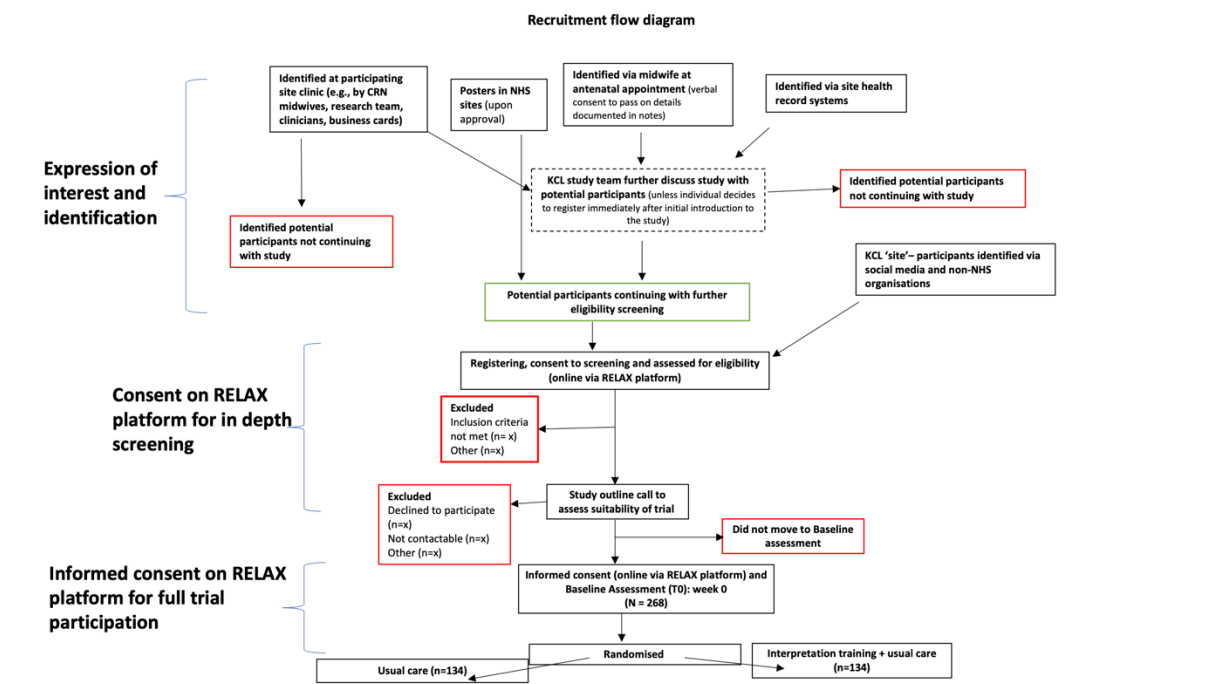 Recruitment flow diagram
Identified at participating
site clinic (e.g., by CRN
midwives, research team,
clinicians, business cards)
Posters in NHS
sites (upon
approval)
Identified via midwife at
antenatal appointment (verbal
consent to pass on details
documented in notes)
Identified via site health
record systems
Expression of
interest and
identification
KCL study team further discuss study with
potential participants (unless individual decides
to register immediately after initial introduction to
the study)
Identified potential participants
not continuing with study
Identified potential
participants not continuing
with study
KCL ‘site’– participants identified via
social media and non-NHS
organisations
Potential participants continuing with further
eligibility screening
Registering, consent to screening and assessed for eligibility
(online via RELAX platform)
Consent on RELAX
platform for in depth
screening
Excluded
Inclusion criteria
not met (n= x)
Other (n=x)
Excluded
Declined to participate
(n=x)
Not contactable (n=x)
Other (n=x)
Study outline call to
assess suitability of trial
Did not move to Baseline
assessment
Informed consent on RELAX
platform for full trial
participation
Informed consent (online via RELAX platform) and
Baseline Assessment (T0): week 0
(N = 268)
Randomised
Usual care (n=134)
Interpretation training + usual care
(n=134)